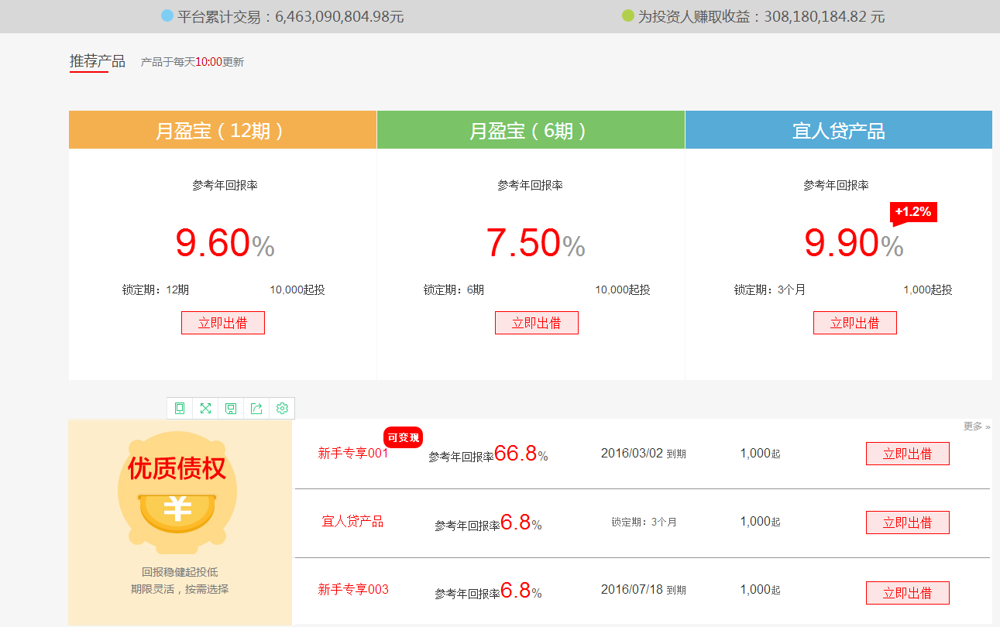 平台累计交易：6,463,090,804.98元 为投资人赚取收益：308,180,184.82 元
推荐产品 产品于每天10:00更新
月盈宝（12期） 月盈宝（6期） 宜人贷产品
参考年回报率 参考年回报率 参考年回报率
+1.2%
9.60% 7.50% 9.90%
锁定期：12期 10,000起投 锁定期：6期 10,000起投 锁定期：3个月 1,000起投
立即出借 立即出借 立即出借
更多 »
优质债权
¥
回报稳健起投低
期限灵活，按需选择
可变现
新手专享001 参考年回报率66.8% 2016/03/02 到期 1,000起 立即出借
宜人贷产品 参考年回报率6.8% 锁定期：3个月 1,000起 立即出借
新手专享003 参考年回报率6.8% 2016/07/18 到期 1,000起 立即出借